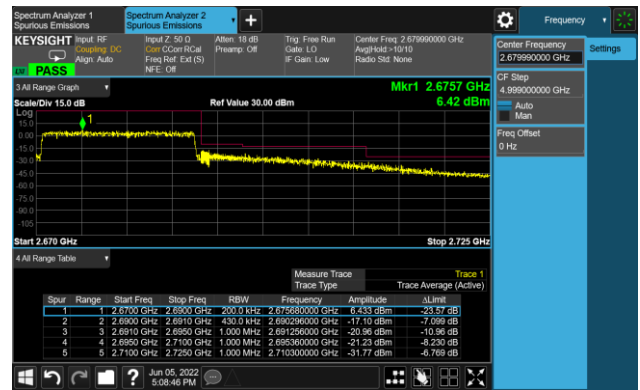 Spectrum Analyzer 1
Spurious Emissions
Spectrum Analyzer 2
Spurious Emissions
Frequency
KEYSIGHT
Input: RF
Coupling: DC
Align: Auto
Input Z: 50 Ω
Corr CCorr RCal
Freq Ref: Ext (S)
NFE: Off
Atten: 18 dB
Preamp: Off
Trig: Free Run
Gate: LO
IF Gain: Low
Center Freq: 2.679990000 GHz
Avg|Hold:>10/10
Radio Std: None
PASS
Center Frequency
2.679990000 GHz
Settings
CF Step
4.999000000 GHz
Auto
Man
Freq Offset
0 Hz
3 All Range Graph
Mkr1 2.6757 GHz
6.42 dBm
Scale/Div 15.0 dB
Ref Value 30.00 dBm
Log
15.0
0.00
-15.0
-30.0
-45.0
-60.0
-75.0
-90.0
-105
1
Start 2.670 GHz
Stop 2.725 GHz
4 All Range Table
Measure Trace Trace 1
Trace Type Trace Average (Active)
Spur Range Start Freq Stop Freq RBW Frequency Amplitude ΔLimit
1 1 2.6700 GHz 2.6900 GHz 200.0 kHz 2.675680000 GHz 6.433 dBm -23.57 dB
2 2 2.6900 GHz 2.6910 GHz 430.0 kHz 2.690296000 GHz -17.10 dBm -7.099 dB
3 3 2.6910 GHz 2.6950 GHz 1.000 MHz 2.691256000 GHz -20.96 dBm -10.96 dB
4 4 2.6950 GHz 2.7100 GHz 1.000 MHz 2.695360000 GHz -21.23 dBm -8.230 dB
5 5 2.7100 GHz 2.7250 GHz 1.000 MHz 2.710300000 GHz -31.77 dBm -6.769 dB
Jun 05, 2022
5:08:46 PM